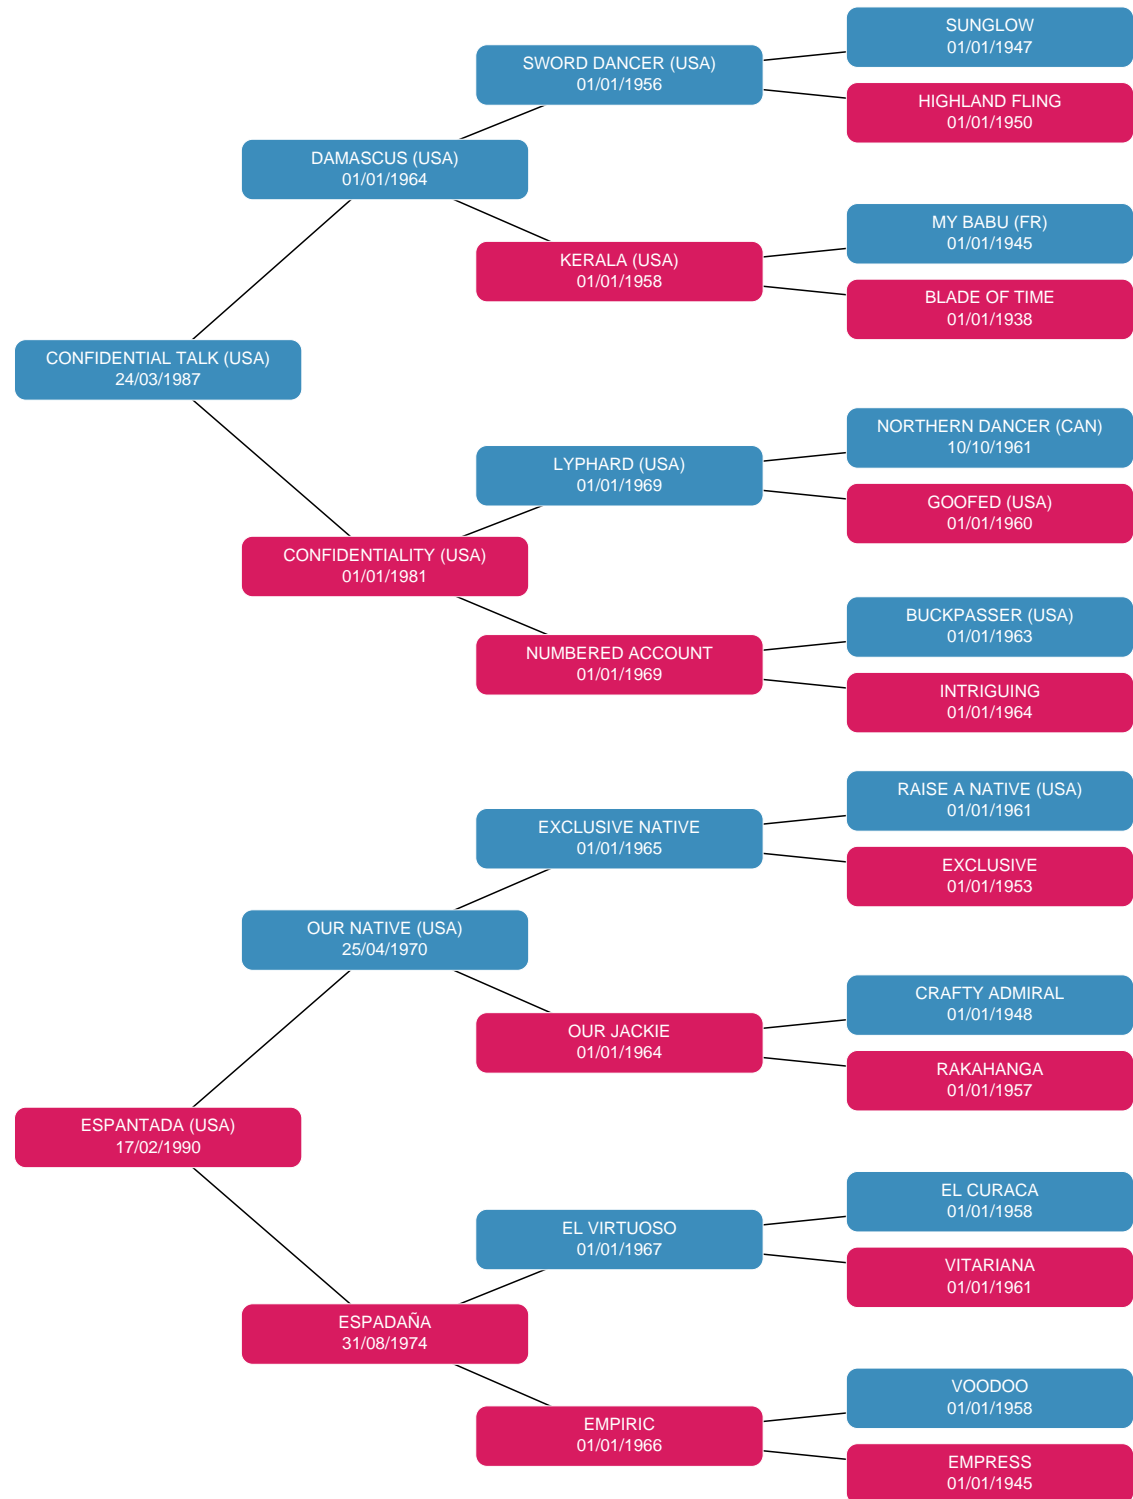 SUNGLOW
01/01/1947
SWORD DANCER (USA)
01/01/1956
HIGHLAND FLING
01/01/1950
DAMASCUS (USA)
01/01/1964
MY BABU (FR)
01/01/1945
KERALA (USA)
01/01/1958
BLADE OF TIME
01/01/1938
CONFIDENTIAL TALK (USA)
24/03/1987
NORTHERN DANCER (CAN)
10/10/1961
LYPHARD (USA)
01/01/1969
GOOFED (USA)
01/01/1960
CONFIDENTIALITY (USA)
01/01/1981
BUCKPASSER (USA)
01/01/1963
NUMBERED ACCOUNT
01/01/1969
INTRIGUING
01/01/1964
RAISE A NATIVE (USA)
01/01/1961
EXCLUSIVE NATIVE
01/01/1965
EXCLUSIVE
01/01/1953
OUR NATIVE (USA)
25/04/1970
CRAFTY ADMIRAL
01/01/1948
OUR JACKIE
01/01/1964
RAKAHANGA
01/01/1957
ESPANTADA (USA)
17/02/1990
EL CURACA
01/01/1958
EL VIRTUOSO
01/01/1967
VITARIANA
01/01/1961
ESPADAÑA
31/08/1974
VOODOO
01/01/1958
EMPIRIC
01/01/1966
EMPRESS
01/01/1945